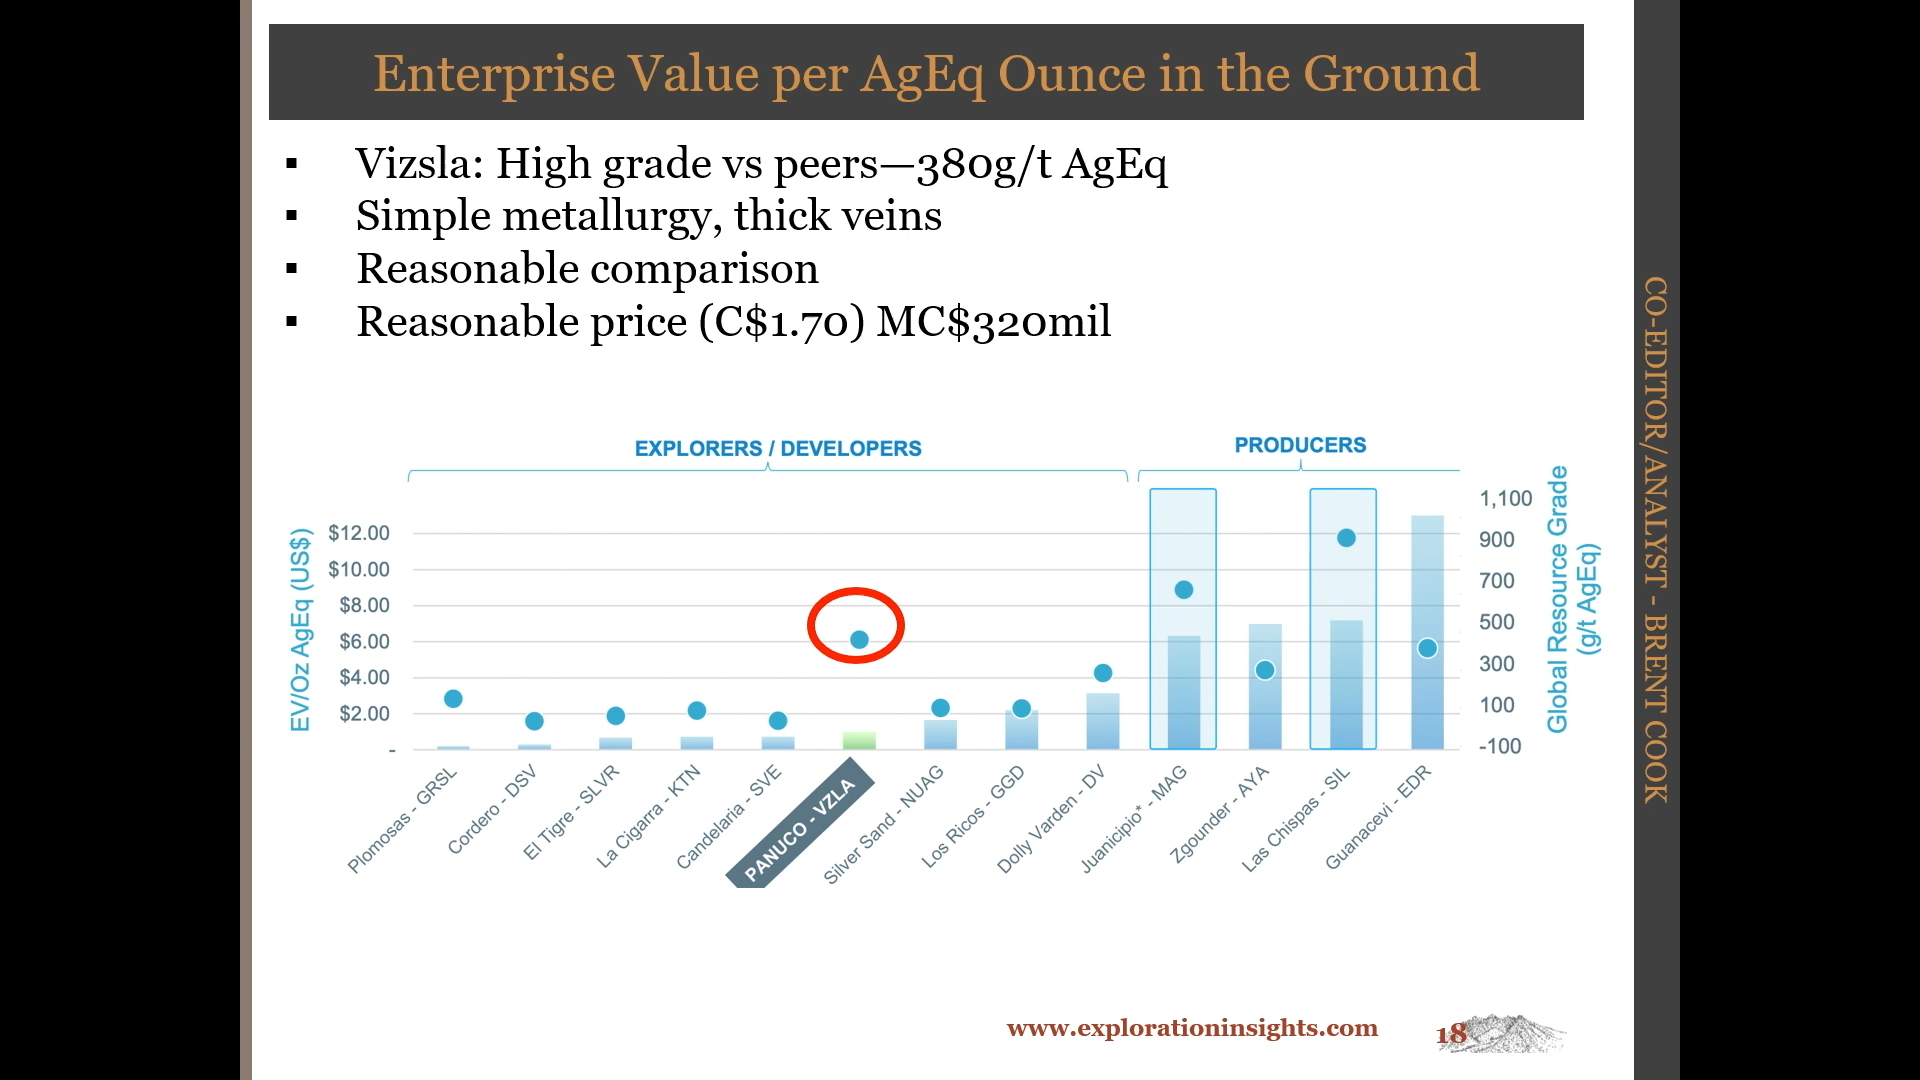 Enterprise Value per AgEq Ounce in the Ground
▪ Vizsla: High grade vs peers—380g/t AgEq
▪ Simple metallurgy, thick veins
▪ Reasonable comparison
▪ Reasonable price (C$1.70) MC$320mil
CO-EDITOR/ANALYST - BRENT COOK
EXPLORERS / DEVELOPERS
PRODUCERS
EV/Oz AgEq (US$)
$12.00
$10.00
$8.00
$6.00
$4.00
$2.00
-
1,100
900
700
500
300
100
-100
Global Resource Grade
(g/t AgEq)
Plomosas - GRSL
Cordero - DSV
El Tigre - SLVR
La Cigarra - KTN
Candelaria - SVE
PANUCO - VZLA
Silver Sand - NUAG
Los Ricos - GGD
Dolly Varden - DV
Juanicipio* - MAG
Zgounder - AYA
Las Chispas - SIL
Guanacevi - EDR
www.explorationinsights.com
18